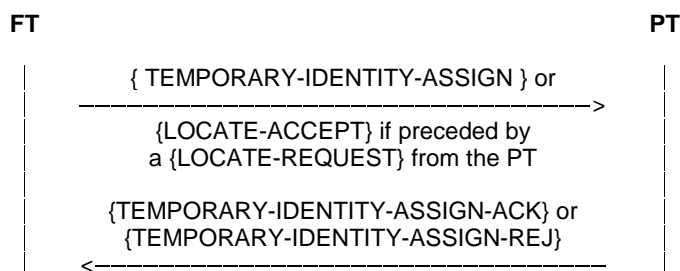 FT PT
{ TEMPORARY-IDENTITY-ASSIGN } or
{LOCATE-ACCEPT} if preceded by
a {LOCATE-REQUEST} from the PT
{TEMPORARY-IDENTITY-ASSIGN-ACK} or
{TEMPORARY-IDENTITY-ASSIGN-REJ}